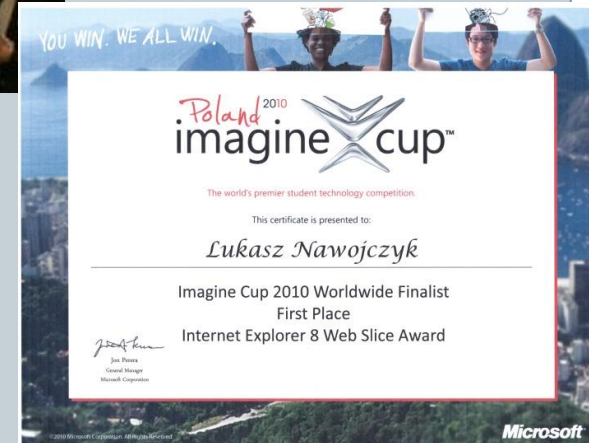 YOU WIN. WE ALL WIN.
Poland 2010
imagine cup™
The world's premier student technology competition.
This certificate is presented to:
Lukasz Nawojczyk
Imagine Cup 2010 Worldwide Finalist
First Place
Internet Explorer 8 Web Slice Award
Jon Perera
General Manager
Microsoft Corporation
©2010 Microsoft Corporation. All Rights Reserved
Microsoft